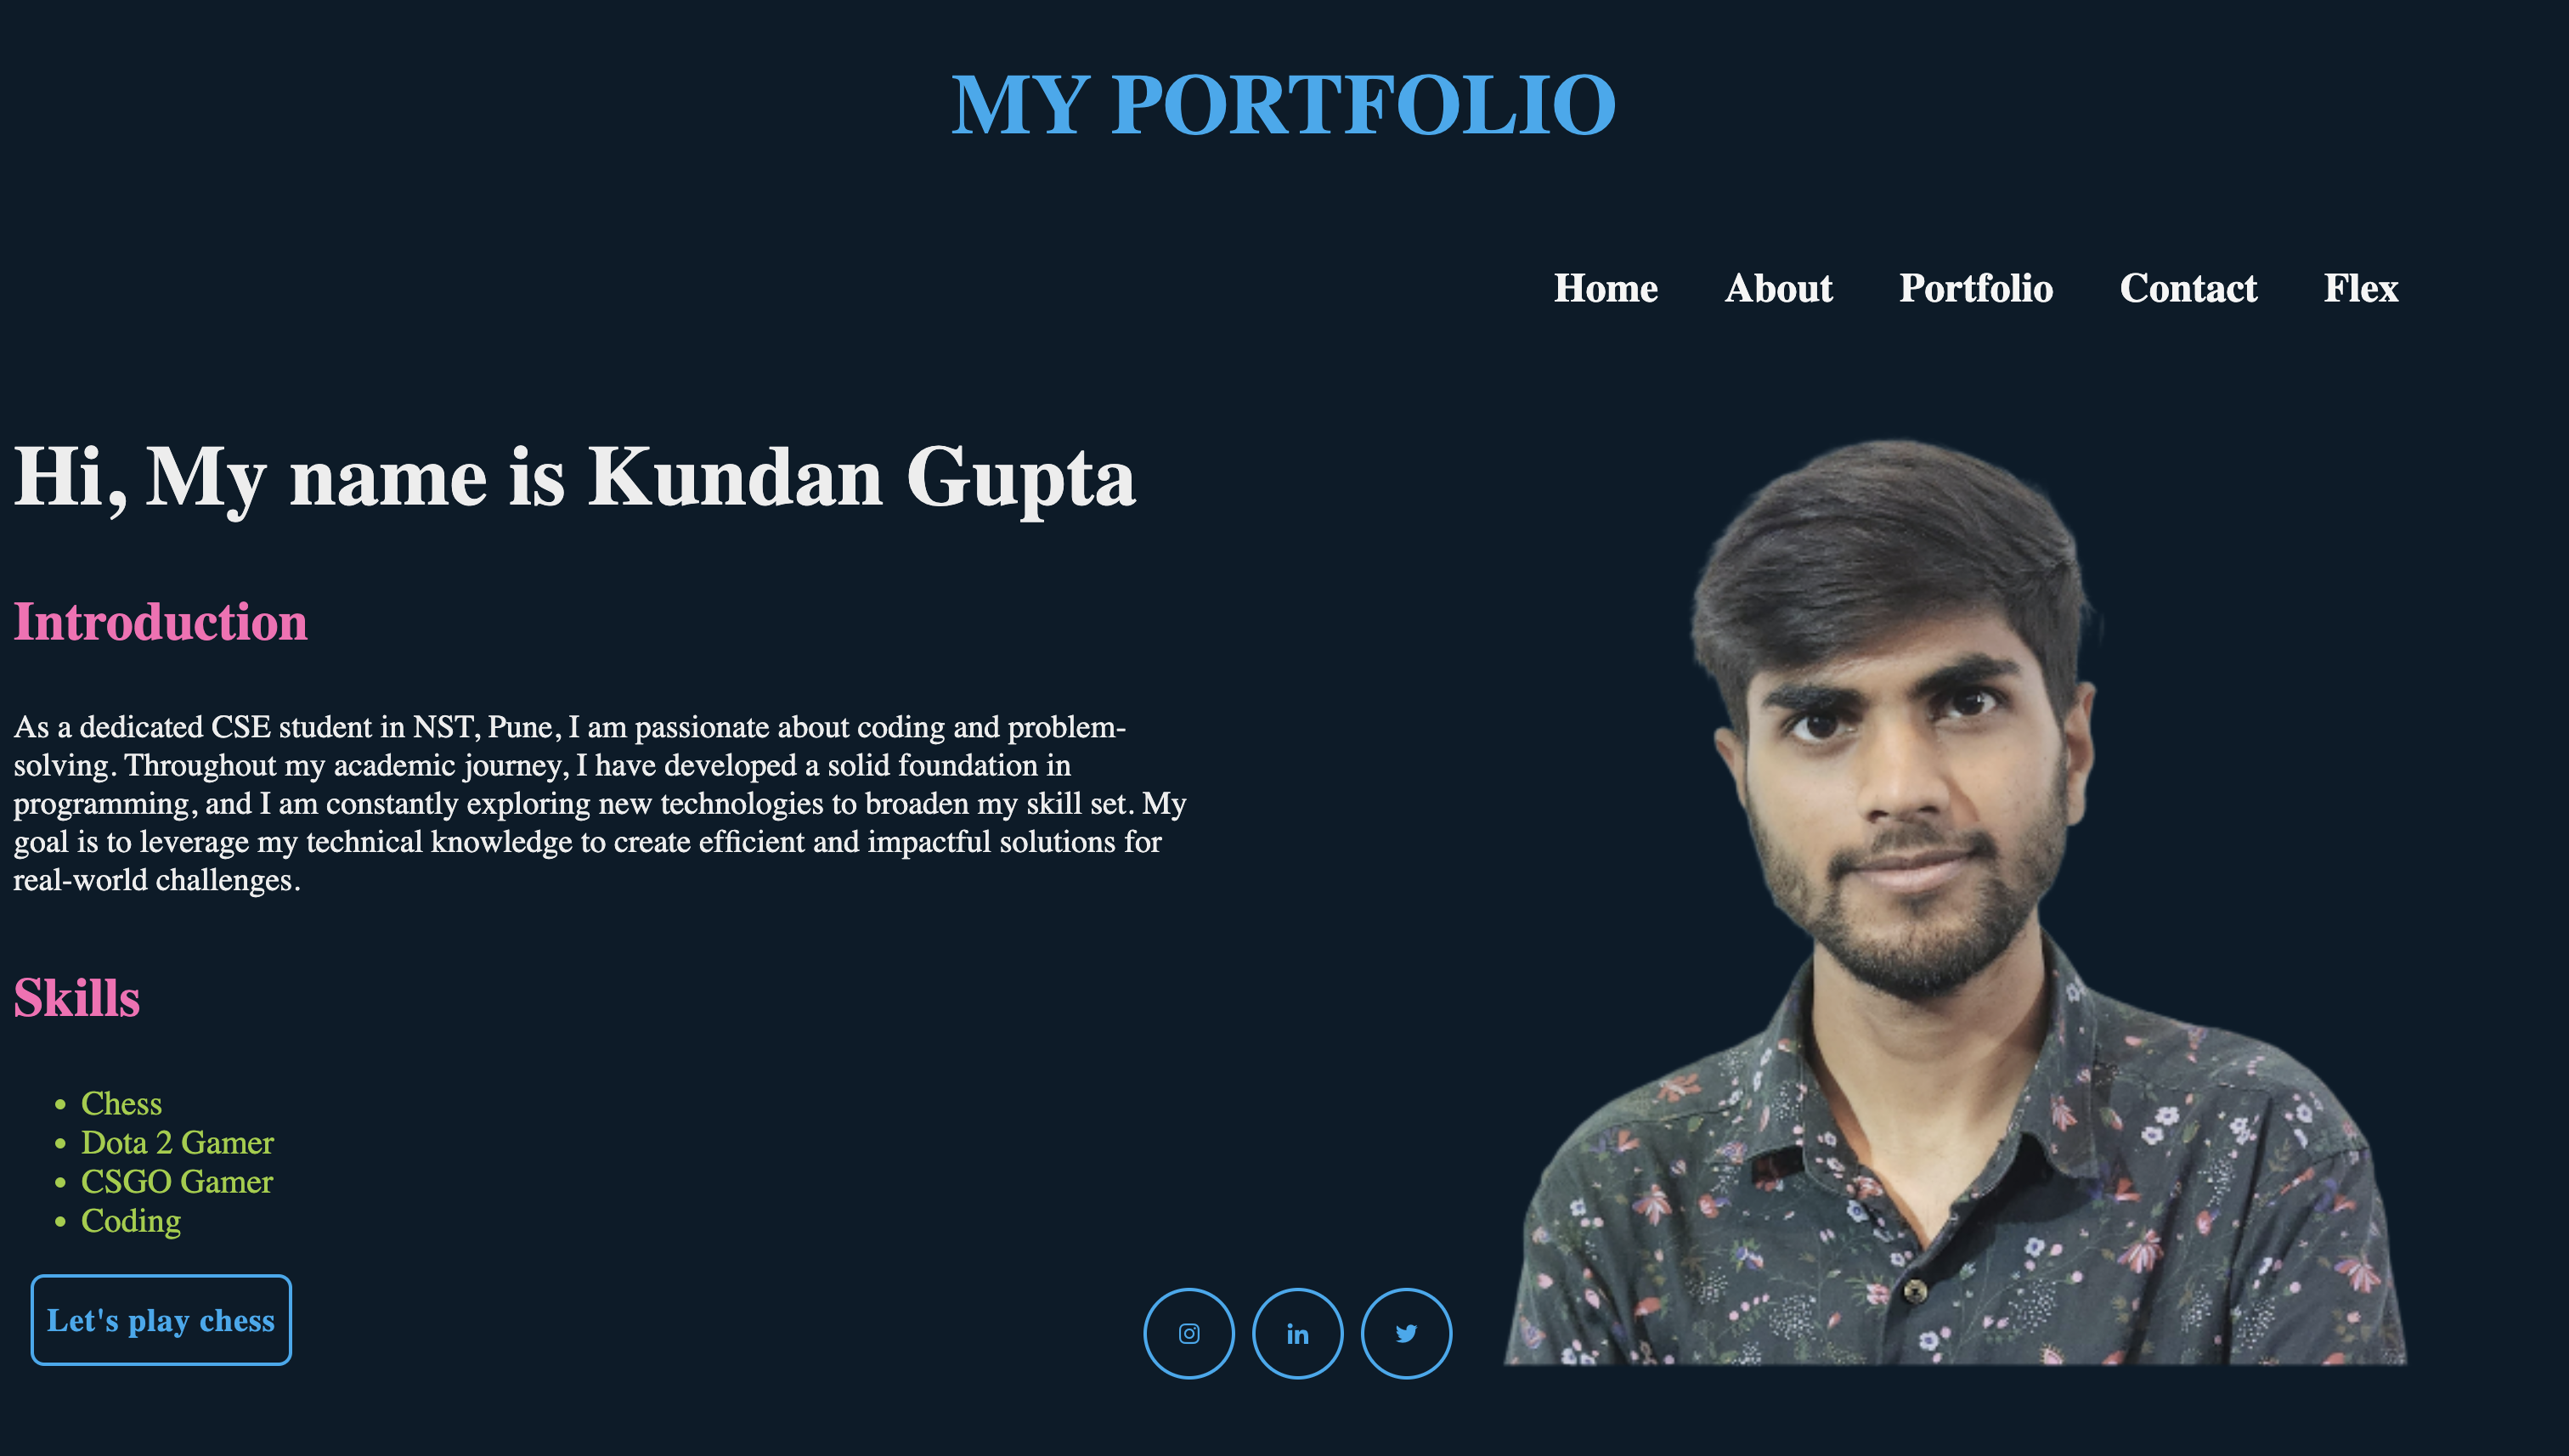 MY PORTFOLIO
Home About Portfolio Contact Flex
Hi, My name is Kundan Gupta
Introduction
As a dedicated CSE student in NST, Pune, I am passionate about coding and problem-
solving. Throughout my academic journey, I have developed a solid foundation in
programming, and I am constantly exploring new technologies to broaden my skill set. My
goal is to leverage my technical knowledge to create efficient and impactful solutions for
real-world challenges.
Skills
• Chess
• Dota 2 Gamer
• CSGO Gamer
• Coding
Let's play chess
in